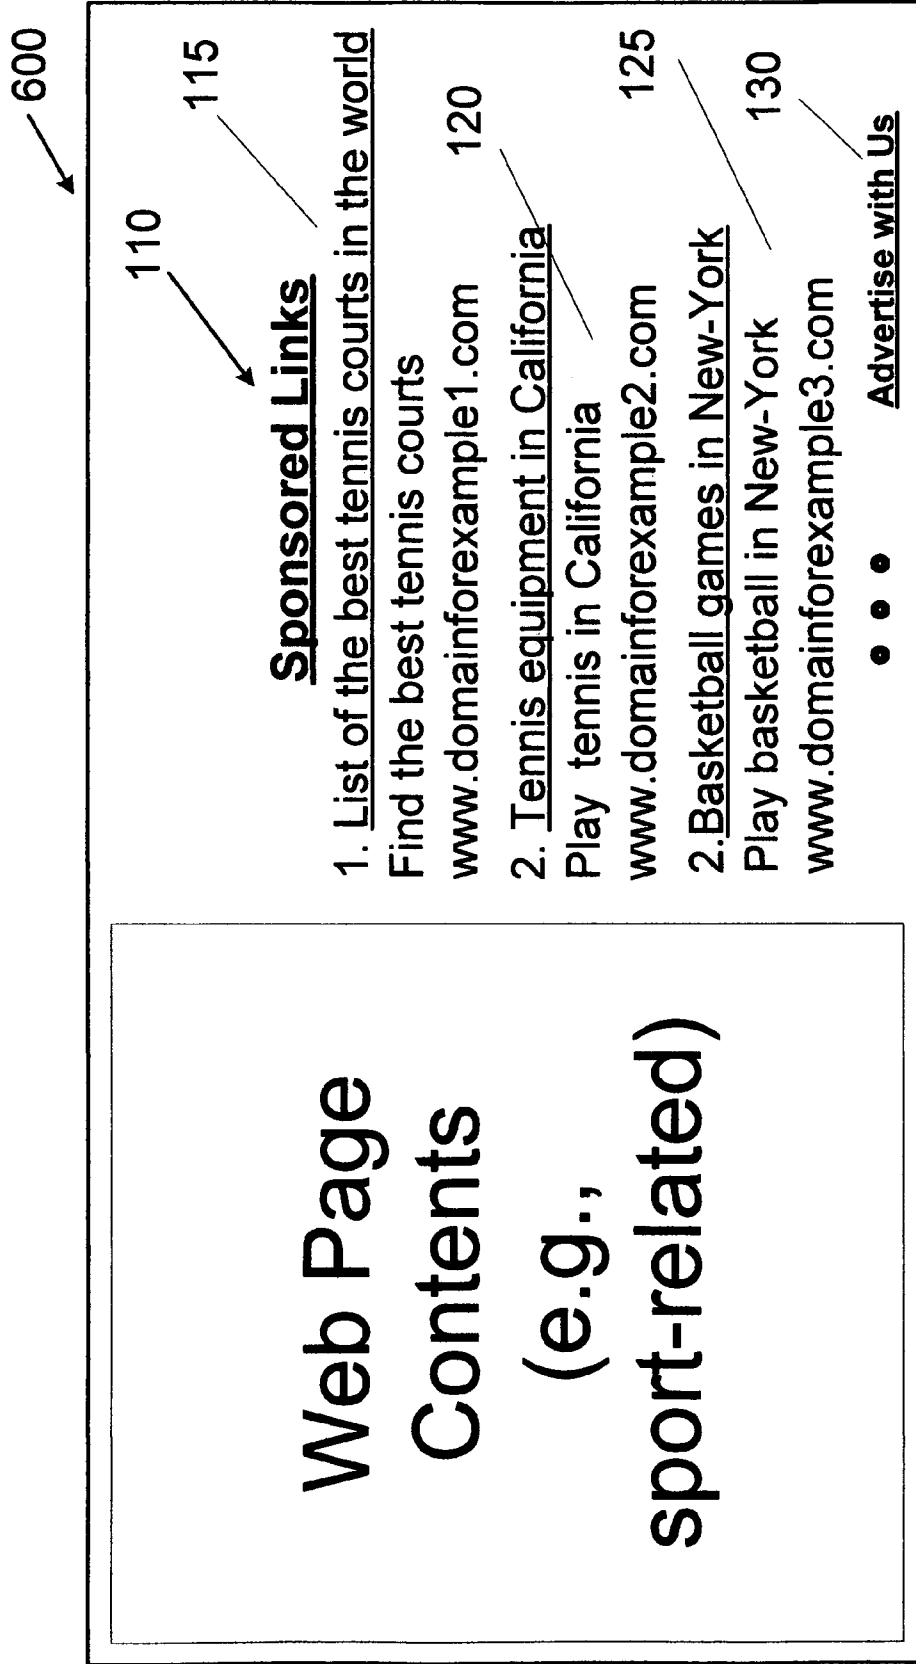 600
Web Page
Contents
(e.g.,
sport-related)
110
115
Sponsored Links
1. List of the best tennis courts in the world
Find the best tennis courts
www.domainforexample1.com
120
2. Tennis equipment in California
Play tennis in California
www.domainforexample2.com
125
2.Basketball games in New-York
Play basketball in New-York
www.domainforexample3.com
130
Advertise with Us